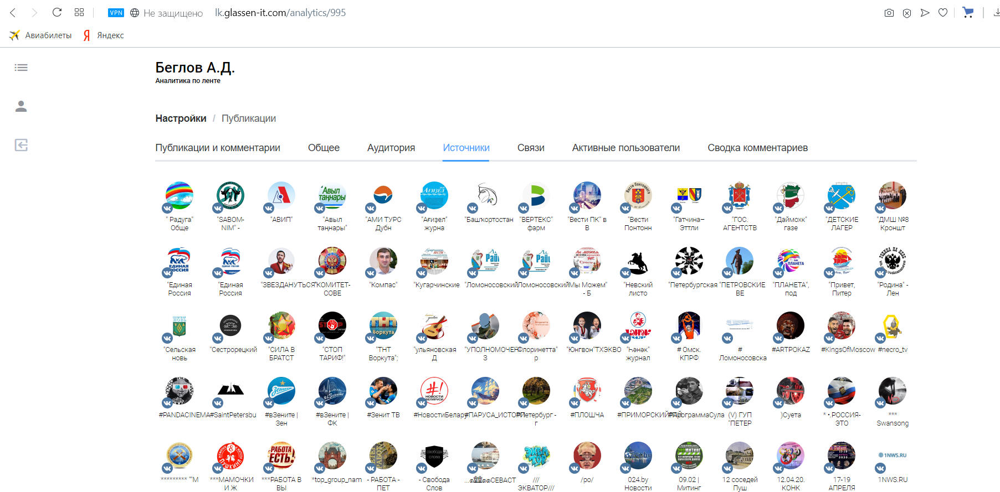 VPN Не защищено lk.glassen-it.com/analytics/995
Авиабилеты Яндекс
Беглов А.Д.
Аналитика по ленте
Настройки / Публикации
Публикации и комментарии Общее Аудитория Источники Связи Активные пользователи Сводка комментариев
" Радуга" "SABOM- "АВИП" "Авыл "АМИ ТУРС "Ағиҙел" "Башҡортостан "ВЕРТЕКС" "Вести ПК" в "Вести "Гатчина– "ГОС. "Даймохк" "ДЕТСКИЕ "ДМШ №8
Обще NIM" - таңнары" Дубн журна фарм В Понтонн Эттли АГЕНТСТВ газе ЛАГЕР Кроншт
"Единая "Единая "ЗВЕЗДАНУТЬСЯ" "КОМИТЕТ- "Компас" "Кугарчинские "Ломоносовский "Ломоносовский "Мы Можем" "Невский "Петербургская "ПЕТРОВСКИЕ "ПЛАНЕТА", "Привет, "Родина" -
Россия Россия СОВЕ - Б листо ВЕ под Питер Лен
"Сельская "Сестрорецкий "СИЛА В "СТОП "ТНТ "ульяновская "УПОЛНОМОЧЕН "Флоринетта" "Юнгвон"ТХЭКВО "Һәнәк" # Омск. # #ARTPOKAZ #KingsOfMoscow #necro_tv
новь БРАТСТ ТАРИФ!" Воркута"; Д З р журнал КПРФ Ломоносовска
#PANDACINEMA #SaintPetersbu #вЗените | #вЗените | #Зенит ТВ #НовостиБелару #ПАРУСА_ИСТОРИ #Петербург - #ПЛОШЧА #ПРИМОРСКИЙ #ПрограммаСула (V) ГУП )Суета * •.РОССИЯ- ***
Зен ФК г "ПЕТЕР ЭТО Swansong
********* ""М ***МАМОЧКИ ***РАБОТА В *top_group_nam - РАБОТА - - Свобода СЕВАСТ /// /po/ 024.by 09.02 | 12 соседей 12.04.20. 17-19 1NWS.RU
И Ж ВЫ ПЕТ Слов ЭКВАТОР/// Новости Митинг Пуш КОНК АПРЕЛЯ